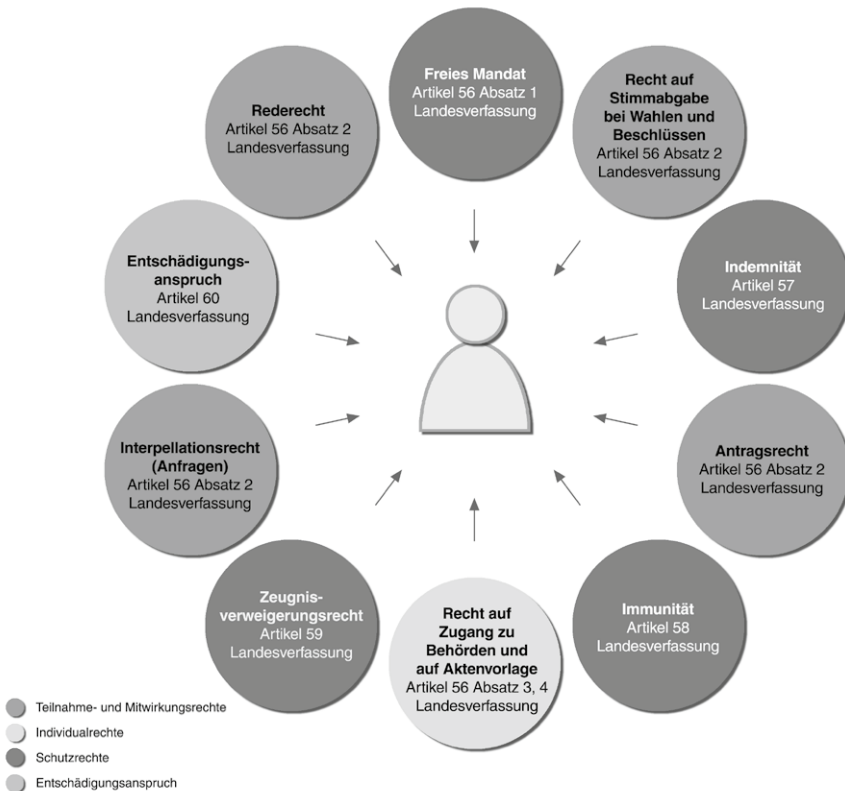 Freies Mandat
Artikel 56 Absatz 1
Landesverfassung
Recht auf
Stimmabgabe
bei Wahlen und
Beschlüssen
Artikel 56 Absatz 2
Landesverfassung
Indemnität
Artikel 57
Landesverfassung
Antragsrecht
Artikel 56 Absatz 2
Landesverfassung
Immunität
Artikel 58
Landesverfassung
Recht auf
Zugang zu
Behörden und
auf Aktenvorlage
Artikel 56 Absatz 3, 4
Landesverfassung
Zeugnis-
verweigerungsrecht
Artikel 59
Landesverfassung
Interpellationsrecht
(Anfragen)
Artikel 56 Absatz 2
Landesverfassung
Entschädigungs-
anspruch
Artikel 60
Landesverfassung
Rederecht
Artikel 56 Absatz 2
Landesverfassung
Teilnahme- und Mitwirkungsrechte
Individualrechte
Schutzrechte
Entschädigungsanspruch